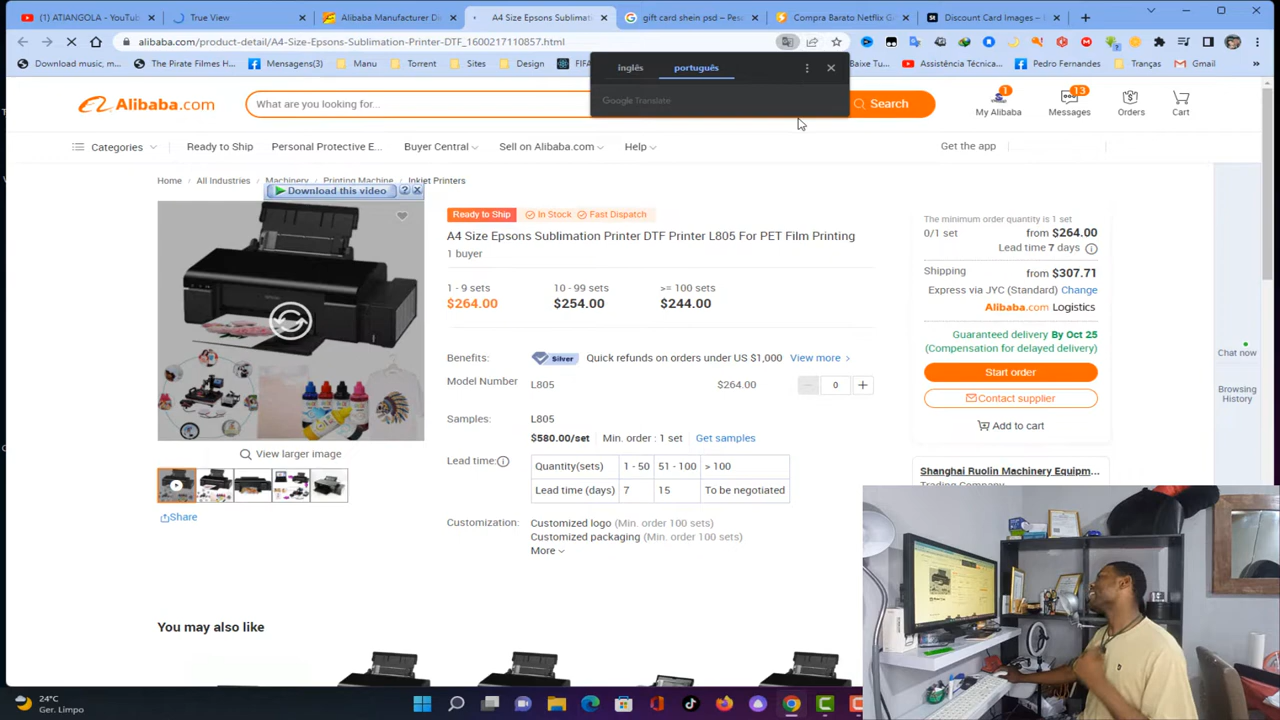 (1) ATIANGOLA - YouTube
True View
Alibaba Manufacturer Di
A4 Size Epsons Sublimati
gift card shein psd – Pes
Compra Barato Netflix G
Discount Card Images –
alibaba.com/product-detail/A4-Size-Epsons-Sublimation-Printer-DTF_1600217110857.html
Download music, m...
The Pirate Filmes H...
Mensagens(3)
Manu
Torrent
Sites
Design
FIFA
Baixe Tu...
Assistência Técnica...
Pedro Fernandes
Tranças
Gmail
inglês
português
Google Translate
Alibaba.com
What are you looking for...
Search
1
My Alibaba
13
Messages
Orders
Cart
Categories
Ready to Ship
Personal Protective E...
Buyer Central
Sell on Alibaba.com
Help
Get the app
Home
All Industries
Machinery
Printing Machine
Inkjet Printers
Download this video
Ready to Ship
In Stock
Fast Dispatch
A4 Size Epsons Sublimation Printer DTF Printer L805 For PET Film Printing
1 buyer
1 - 9 sets
10 - 99 sets
>= 100 sets
$264.00
$254.00
$244.00
Benefits:
Silver
Quick refunds on orders under US $1,000
View more >
Model Number
L805
$264.00
0
Samples:
L805
$580.00/set
Min. order : 1 set
Get samples
Lead time:
Quantity(sets)
1 - 50
51 - 100
> 100
Lead time (days)
7
15
To be negotiated
Customization:
Customized logo (Min. order 100 sets)
Customized packaging (Min. order 100 sets)
More
View larger image
Share
You may also like
The minimum order quantity is 1 set
0/1 set
from $264.00
Lead time 7 days
Shipping
from $307.71
Express via JYC (Standard) Change
Alibaba.com Logistics
Guaranteed delivery By Oct 25
(Compensation for delayed delivery)
Start order
Contact supplier
Add to cart
Shanghai Ruolin Machinery Equipm...
Chat now
Browsing
History
24°C
Ger. Limpo